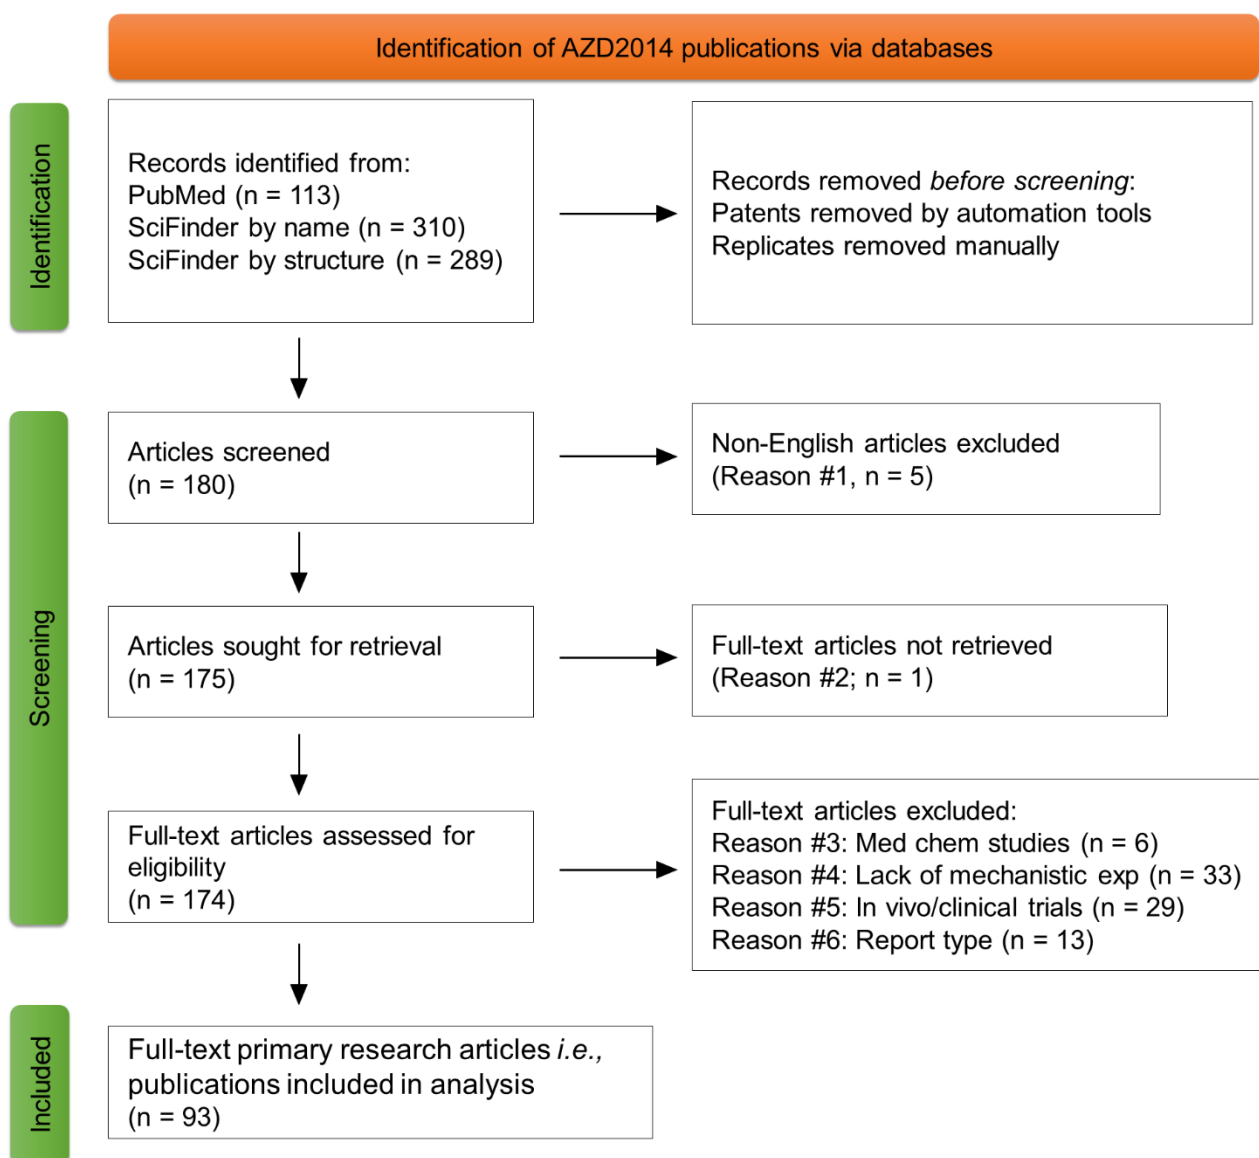 Identification of AZD2014 publications via databases
Identification
Records identified from:
PubMed (n = 113)
SciFinder by name (n = 310)
SciFinder by structure (n = 289)
Records removed before screening:
Patents removed by automation tools
Replicates removed manually
Screening
Articles screened
(n = 180)
Non-English articles excluded
(Reason #1, n = 5)
Articles sought for retrieval
(n = 175)
Full-text articles not retrieved
(Reason #2; n = 1)
Full-text articles assessed for
eligibility
(n = 174)
Full-text articles excluded:
Reason #3: Med chem studies (n = 6)
Reason #4: Lack of mechanistic exp (n = 33)
Reason #5: In vivo/clinical trials (n = 29)
Reason #6: Report type (n = 13)
Included
Full-text primary research articles i.e.,
publications included in analysis
(n = 93)